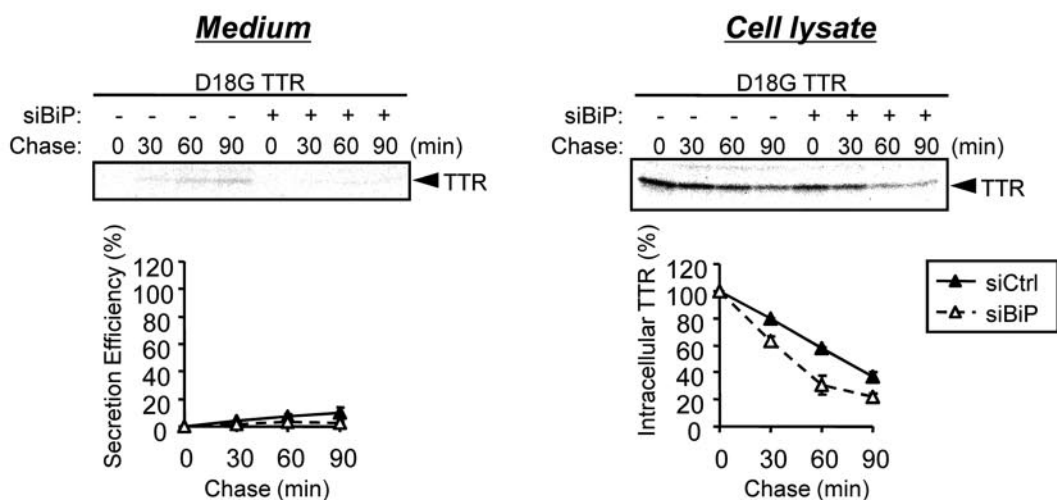 Medium
D18G TTR
siBiP: - - - - + + + +
Chase: 0 30 60 90 0 30 60 90 (min)
TTR
Secretion Efficiency (%)
120
100
80
60
40
20
0
0 30 60 90
Chase (min)
Cell lysate
D18G TTR
siBiP: - - - - + + + +
Chase: 0 30 60 90 0 30 60 90 (min)
TTR
Intracellular TTR (%)
120
100
80
60
40
20
0
0 30 60 90
Chase (min)
siCtrl
siBiP